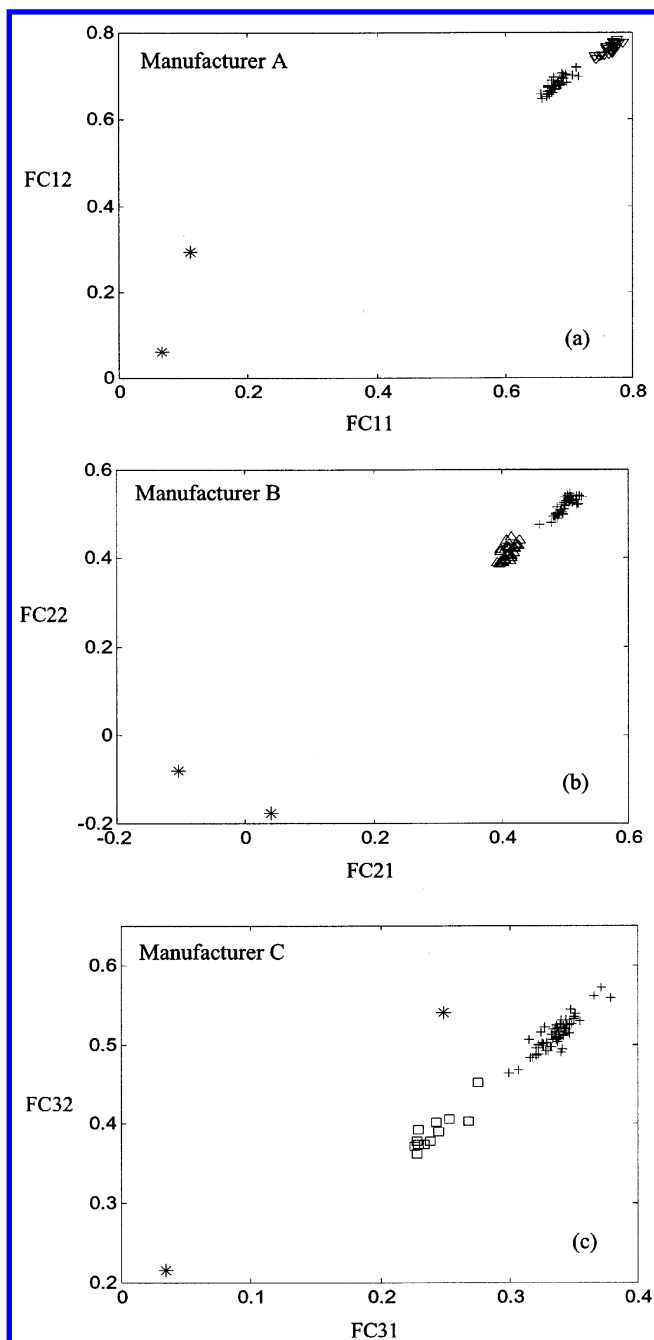 0.8
Manufacturer A
0.6
FC12
0.4
0.2
(a)
0
0 0.2 0.4 0.6 0.8
FC11
0.6
Manufacturer B
0.4
FC22
0.2
0
(b)
-0.2
-0.2 0 0.2 0.4 0.6
FC21
Manufacturer C
0.6
0.5
FC32
0.4
0.3
(c)
0.2
0 0.1 0.2 0.3 0.4
FC31